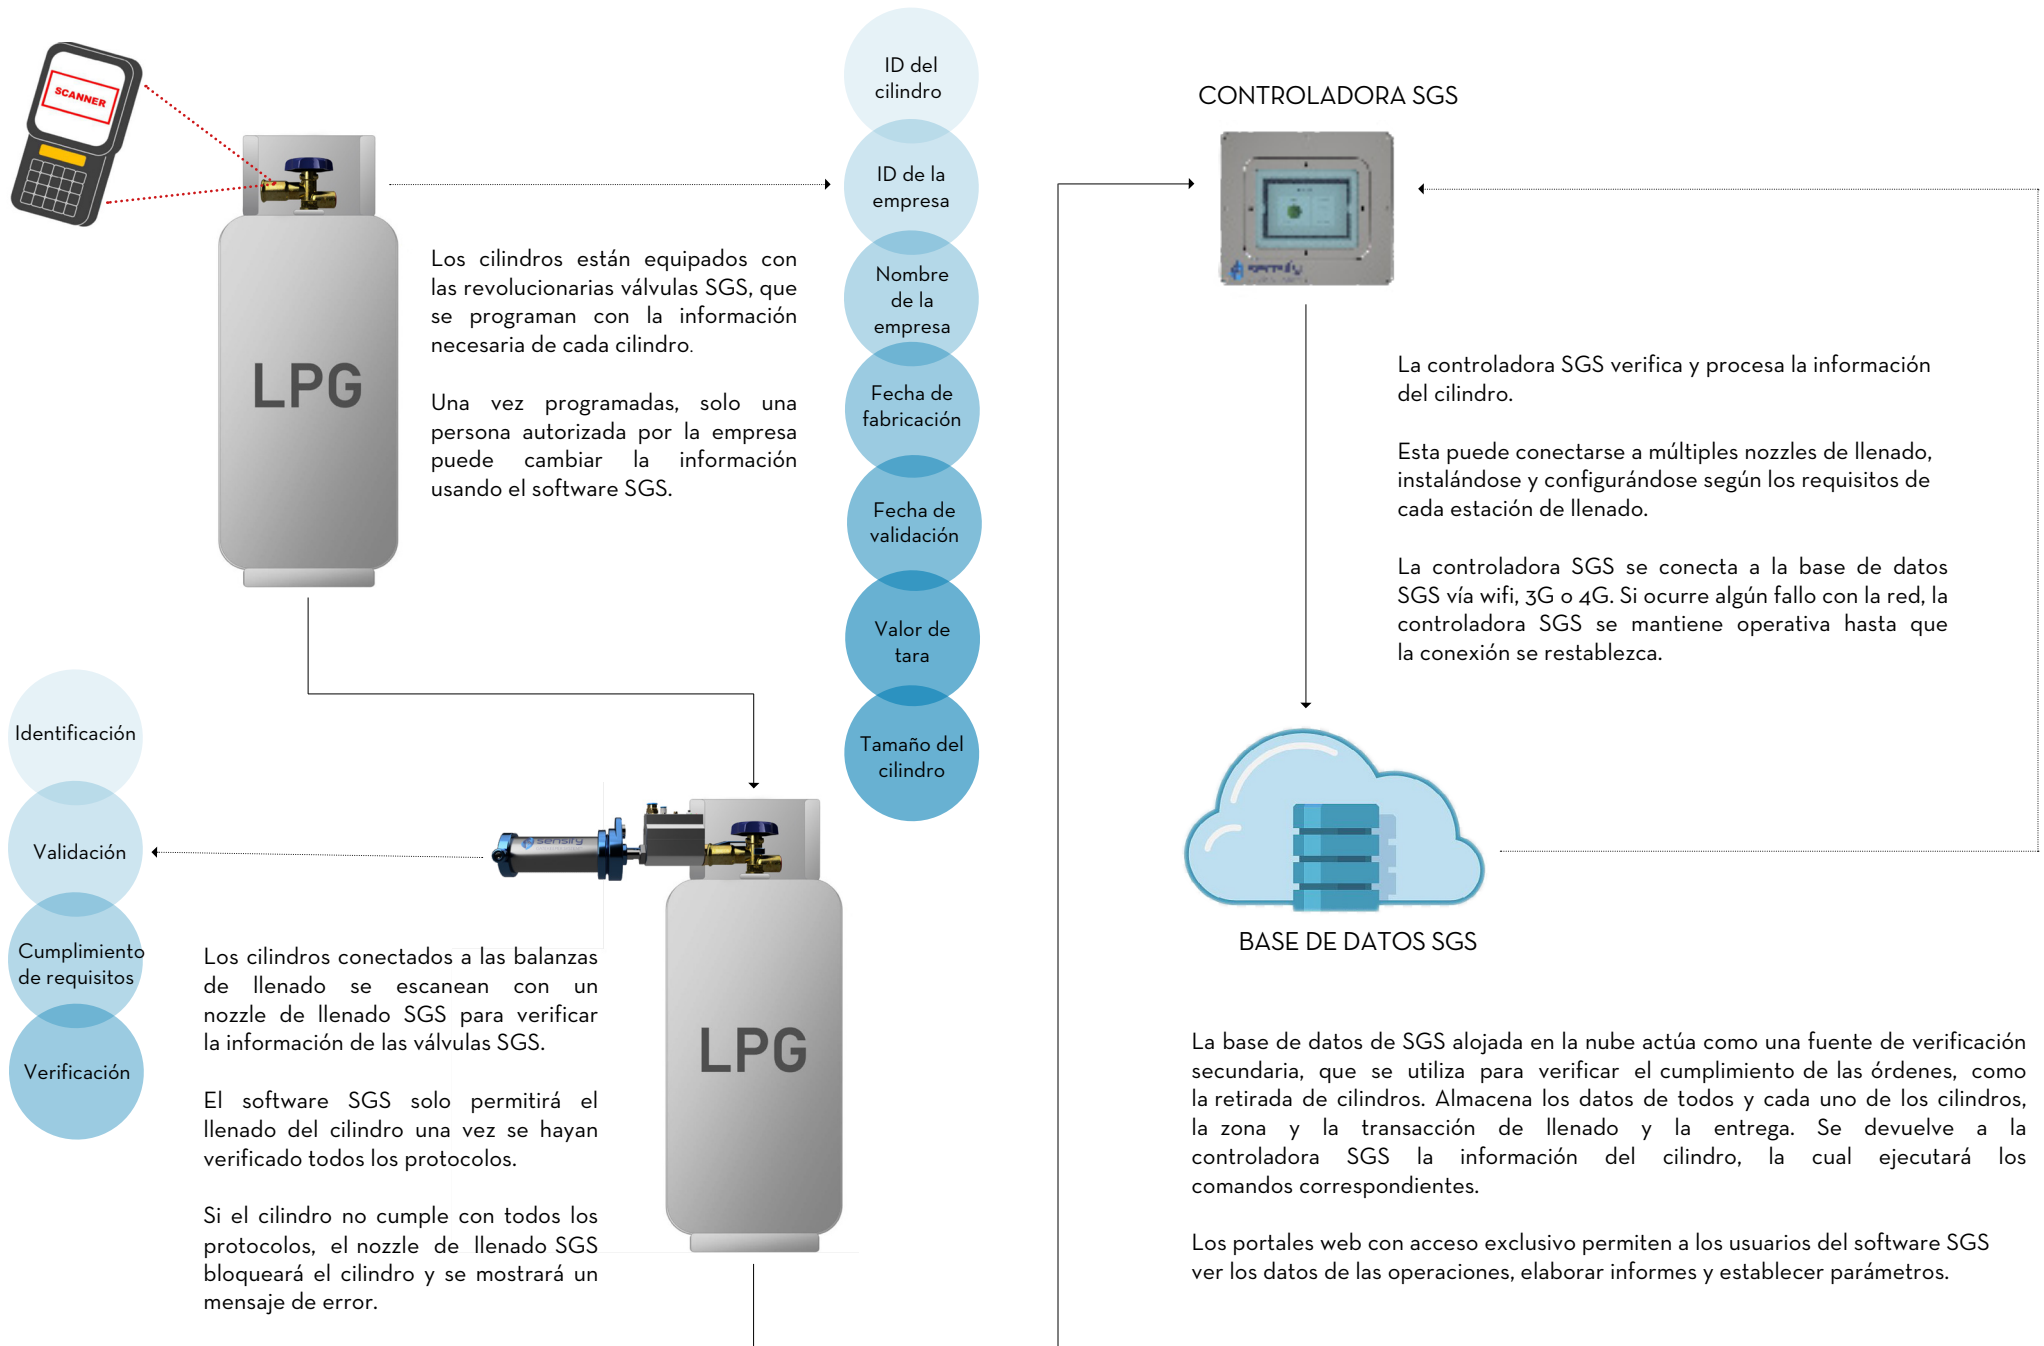 SCANNER
LPG
Los cilindros están equipados con
las revolucionarias válvulas SGS, que
se programan con la información
necesaria de cada cilindro.
Una vez programadas, solo una
persona autorizada por la empresa
puede cambiar la información
usando el software SGS.
ID del
cilindro
ID de la
empresa
Nombre
de la
empresa
Fecha de
fabricación
Fecha de
validación
Valor de
tara
Tamaño del
cilindro
Identificación
Validación
Cumplimiento
de requisitos
Verificación
sensiry
LPG
Los cilindros conectados a las balanzas
de llenado se escanean con un
nozzle de llenado SGS para verificar
la información de las válvulas SGS.
El software SGS solo permitirá el
llenado del cilindro una vez se hayan
verificado todos los protocolos.
Si el cilindro no cumple con todos los
protocolos, el nozzle de llenado SGS
bloqueará el cilindro y se mostrará un
mensaje de error.
CONTROLADORA SGS
La controladora SGS verifica y procesa la información
del cilindro.
Esta puede conectarse a múltiples nozzles de llenado,
instalándose y configurándose según los requisitos de
cada estación de llenado.
La controladora SGS se conecta a la base de datos
SGS vía wifi, 3G o 4G. Si ocurre algún fallo con la red, la
controladora SGS se mantiene operativa hasta que
la conexión se restablezca.
BASE DE DATOS SGS
La base de datos de SGS alojada en la nube actúa como una fuente de verificación
secundaria, que se utiliza para verificar el cumplimiento de las órdenes, como
la retirada de cilindros. Almacena los datos de todos y cada uno de los cilindros,
la zona y la transacción de llenado y la entrega. Se devuelve a la
controladora SGS la información del cilindro, la cual ejecutará los
comandos correspondientes.
Los portales web con acceso exclusivo permiten a los usuarios del software SGS
ver los datos de las operaciones, elaborar informes y establecer parámetros.